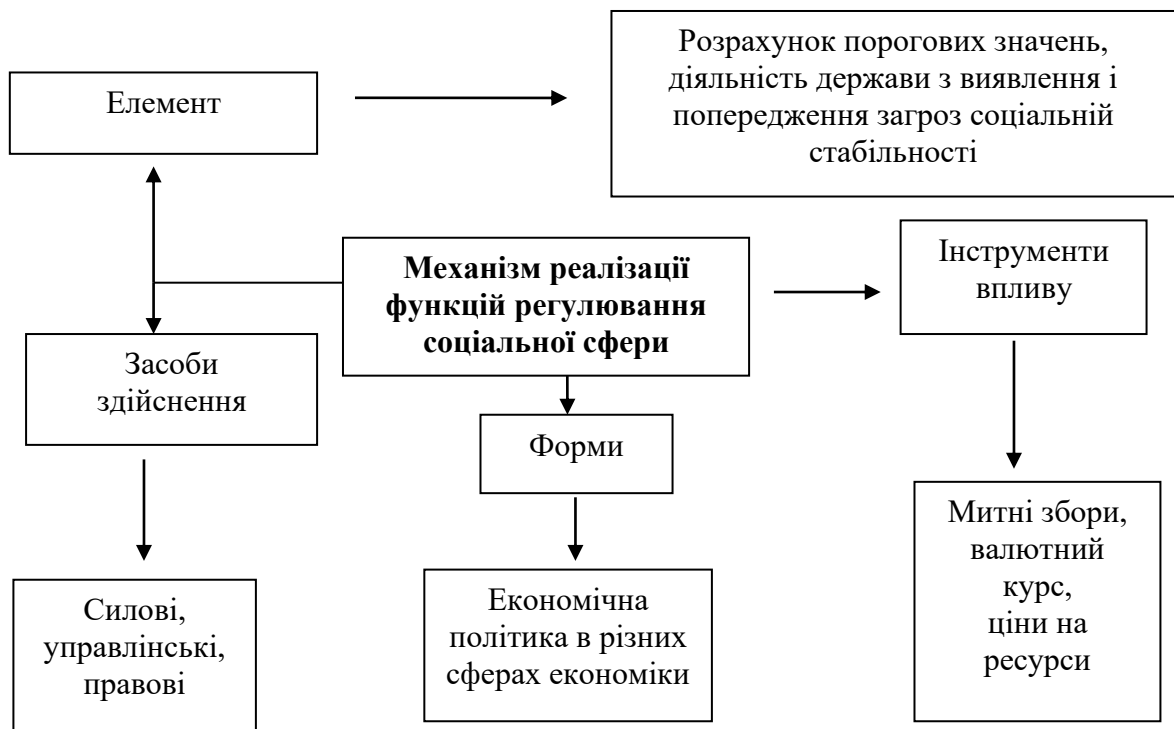 Елемент
Розрахунок порогових значень,
діяльність держави з виявлення і
попередження загроз соціальній
стабільності
Механізм реалізації
функцій регулювання
соціальної сфери
Інструменти
впливу
Засоби
здійснення
Форми
Силові,
управлінські,
правові
Економічна
політика в різних
сферах економіки
Митні збори,
валютний
курс,
ціни на
ресурси